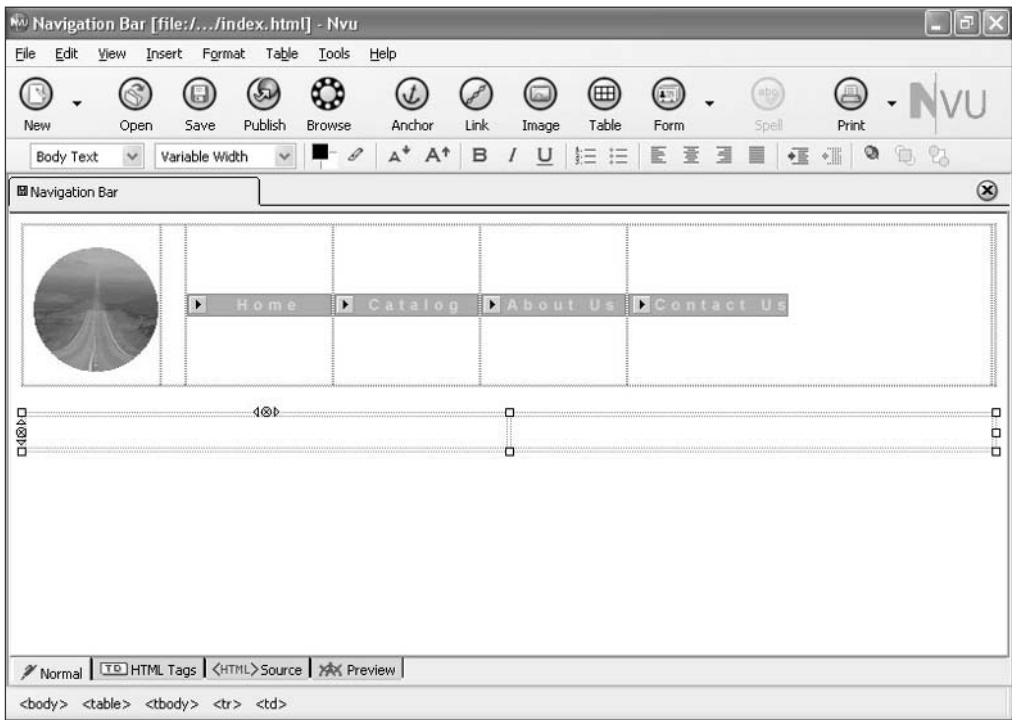 Navigation Bar [file:/.../index.html] - Nvu
File Edit View Insert Format Table Tools Help
New Open Save Publish Browse Anchor Link Image Table Form Spell Print NVU
Body Text Variable Width A A B I U
Navigation Bar
Home Catalog About Us Contact Us
Normal TD HTML Tags <HTML> Source Preview
<body> <table> <tbody> <tr> <td>